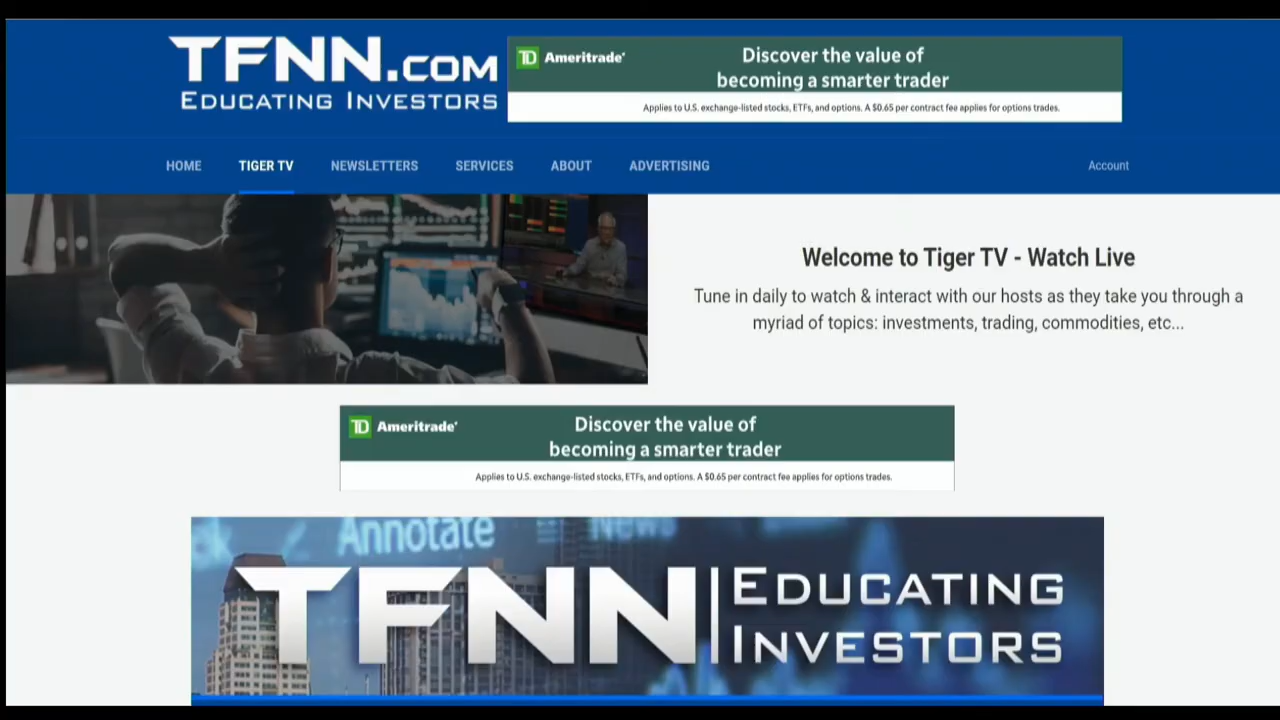 TFNN.COM
EDUCATING INVESTORS
TD Ameritrade
Discover the value of
becoming a smarter trader
Applies to U.S. exchange-listed stocks, ETFs, and options. A $0.65 per contract fee applies for options trades.
HOME TIGER TV NEWSLETTERS SERVICES ABOUT ADVERTISING Account
Welcome to Tiger TV - Watch Live
Tune in daily to watch & interact with our hosts as they take you through a
myriad of topics: investments, trading, commodities, etc...
TD Ameritrade
Discover the value of
becoming a smarter trader
Applies to U.S. exchange-listed stocks, ETFs, and options. A $0.65 per contract fee applies for options trades.
Annotate News
TFNN EDUCATING
INVESTORS